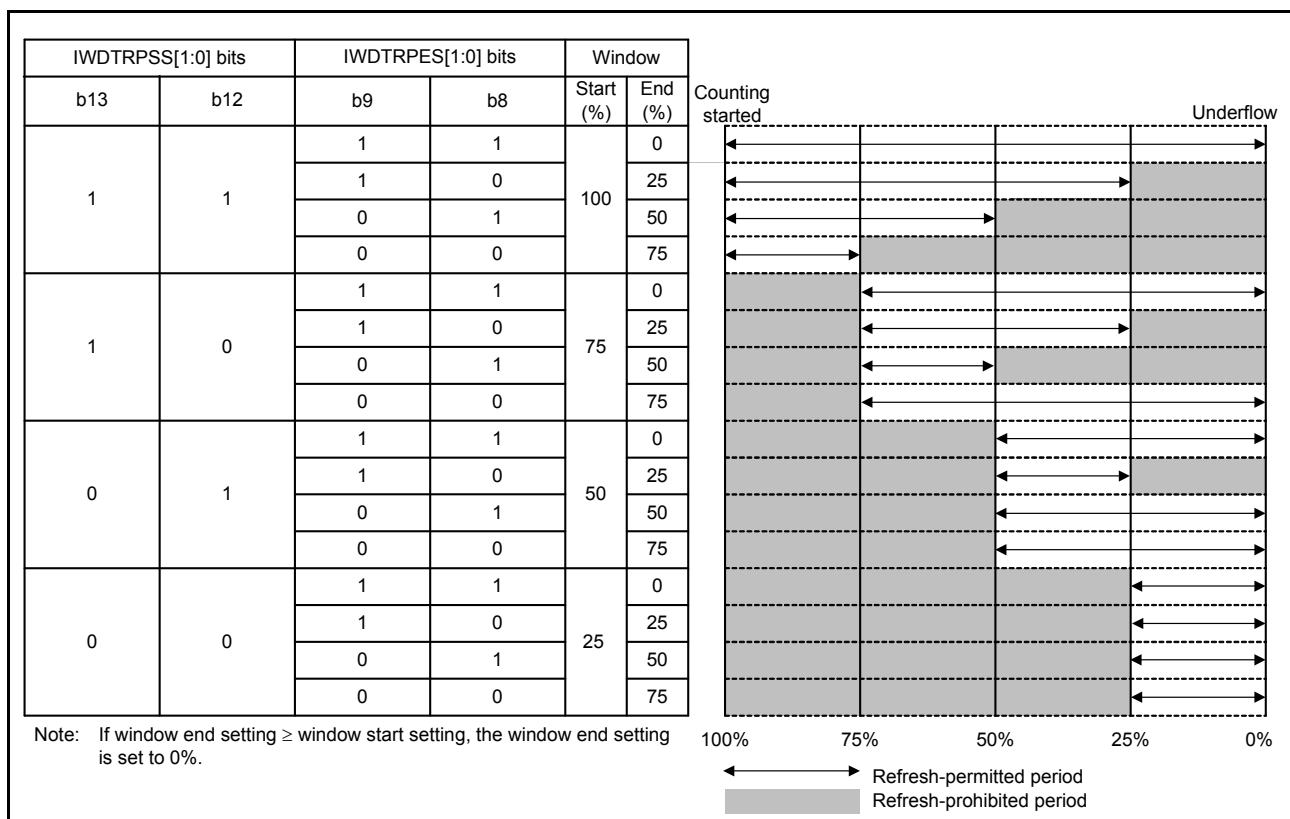 IWDTRPSS[1:0] bits IWDTRPES[1:0] bits Window
b13 b12 b9 b8 Start (%) End (%)
Counting started Underflow
1 1 1 1 100 0
1 0 25
0 1 50
0 0 75
1 0 1 1 75 0
1 0 25
0 1 50
0 0 75
0 1 1 1 50 0
1 0 25
0 1 50
0 0 75
0 0 1 1 25 0
1 0 25
0 1 50
0 0 75
Note: If window end setting ≥ window start setting, the window end setting
is set to 0%.
100% 75% 50% 25% 0%
Refresh-permitted period
Refresh-prohibited period